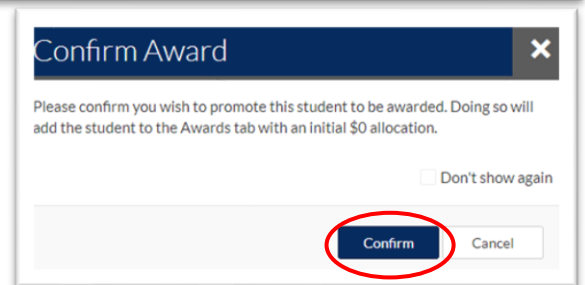 Confirm Award
Please confirm you wish to promote this student to be awarded. Doing so will
add the student to the Awards tab with an initial $0 allocation.
Don't show again
Confirm Cancel